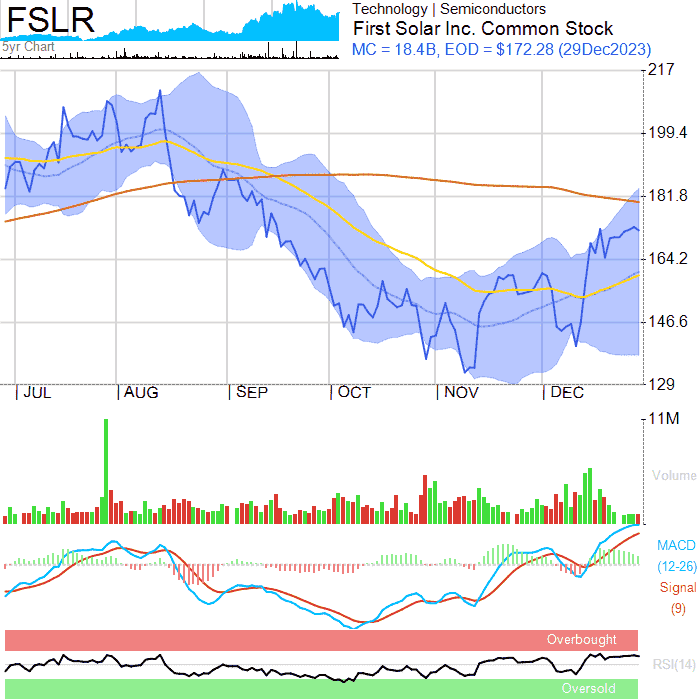 FSLR
5yr Chart
Technology | Semiconductors
First Solar Inc. Common Stock
MC = 18.4B, EOD = $172.28 (29Dec2023)
217
199.4
181.8
164.2
146.6
129
| JUL | AUG | SEP | OCT | NOV | DEC
11M
Volume
MACD
(12-26)
Signal
(9)
Overbought
RSI(14)
Oversold